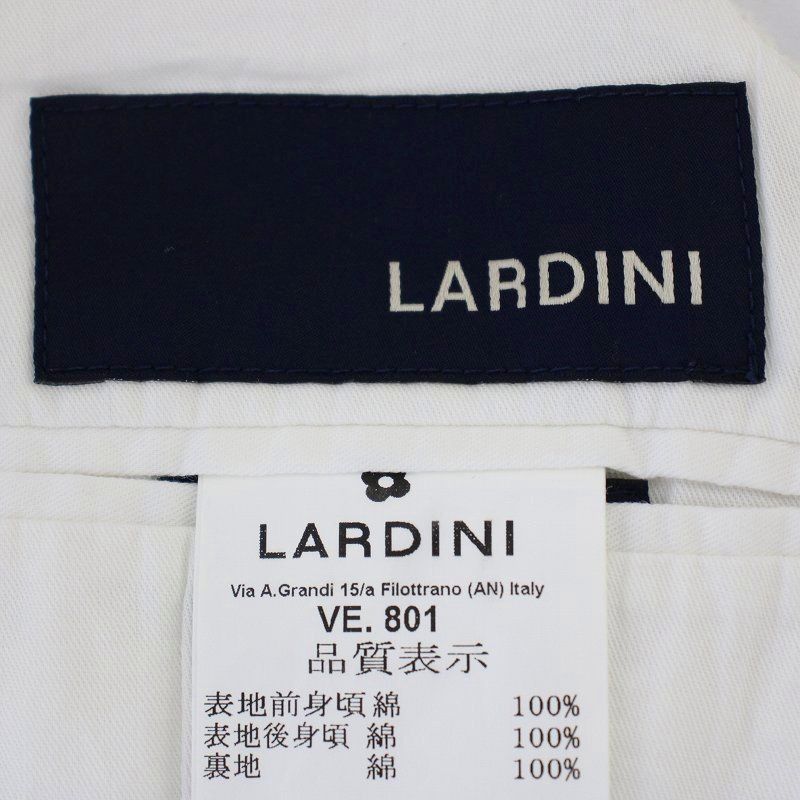 LARDINI
LARDINI
Via A.Grandi 15/a Filottrano (AN) Italy
VE. 801
品質表示
表地前身頃 綿 100%
表地後身頃 綿 100%
裏地 綿 100%